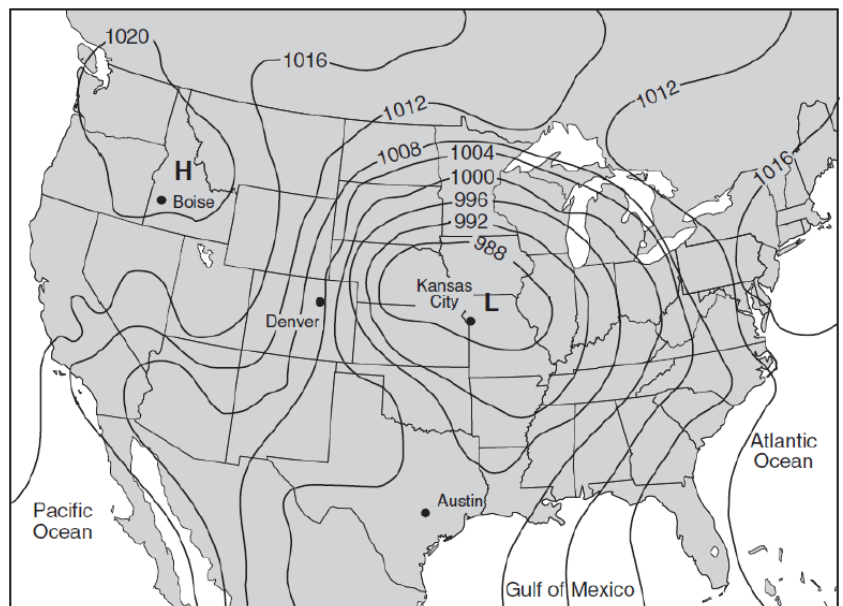 1020
1016
1012
1012
1008
1004
1000
1016
H
996
Boise
992
988
Kansas
City
L
Denver
Atlantic
Ocean
Austin
Pacific
Ocean
Gulf of Mexico